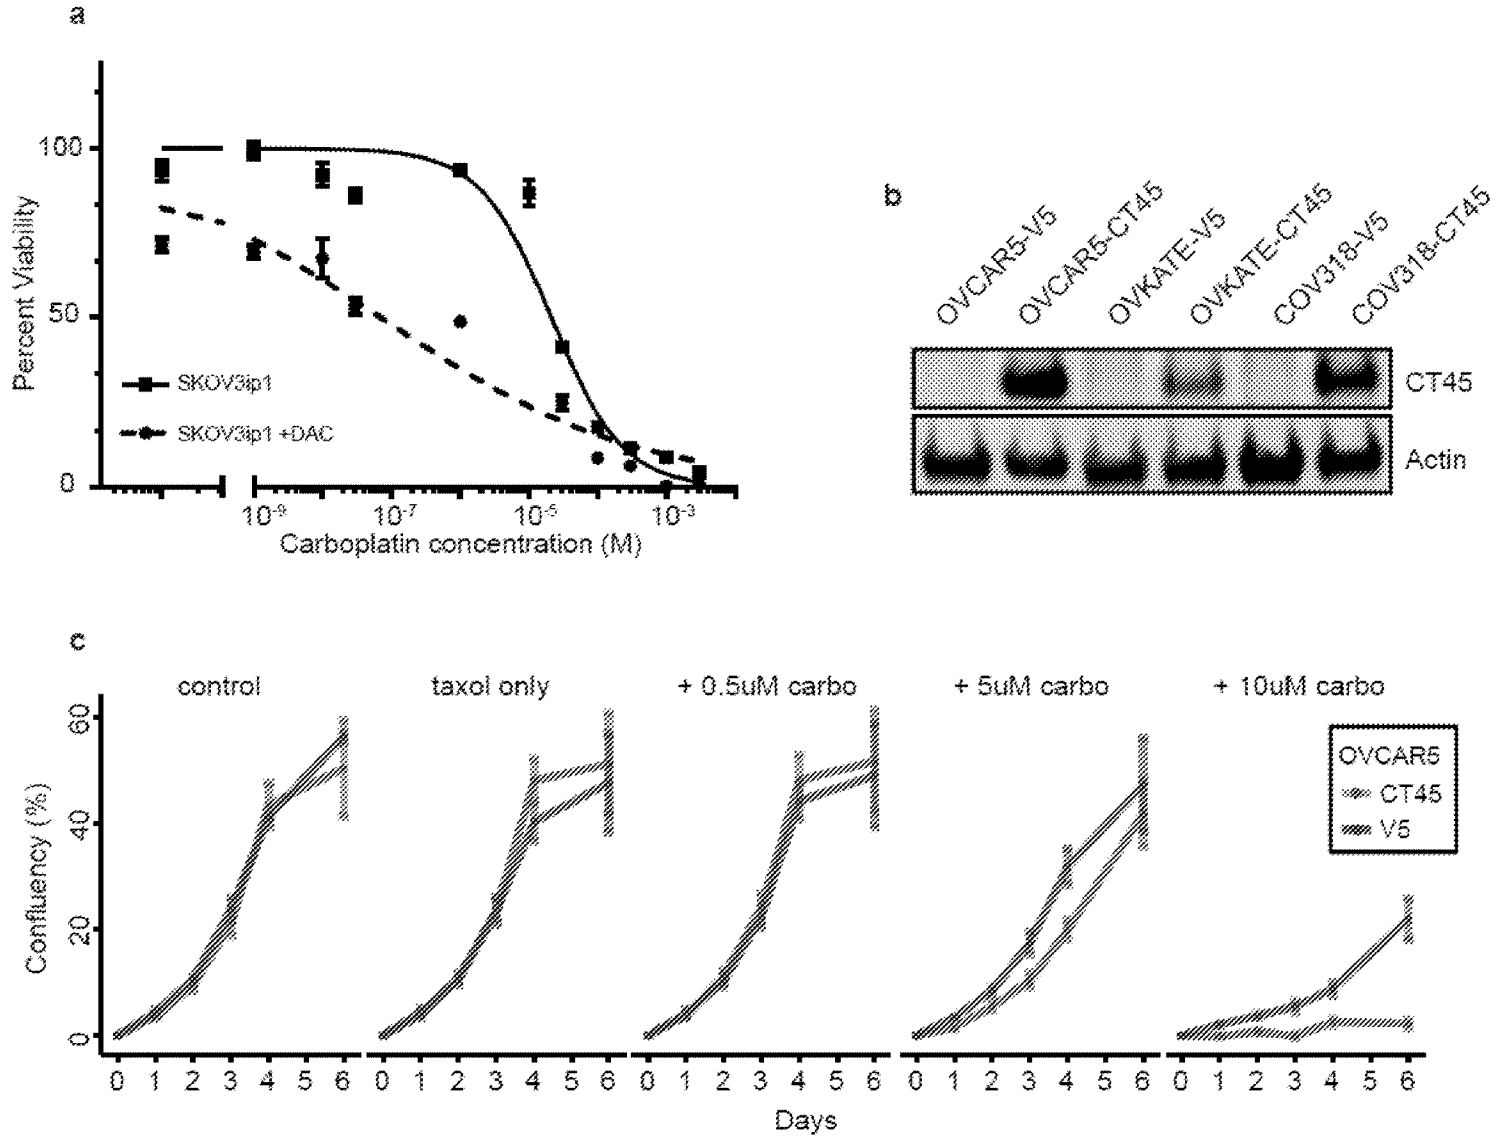 a
100
50
0
Percent Viability
SKOV3ip1
SKOV3ip1 +DAC
10-9 10-7 10-5 10-3
Carboplatin concentration (M)
b
OVCAR5-V5
OVCAR5-CT45
OVKATE-V5
OVKATE-CT45
COV318-V5
COV318-CT45
CT45
Actin
c
control taxol only + 0.5uM carbo + 5uM carbo + 10uM carbo
60
40
20
0
Confluency (%)
OVCAR5
CT45
V5
0 1 2 3 4 5 6 0 1 2 3 4 5 6 0 1 2 3 4 5 6 0 1 2 3 4 5 6 0 1 2 3 4 5 6
Days